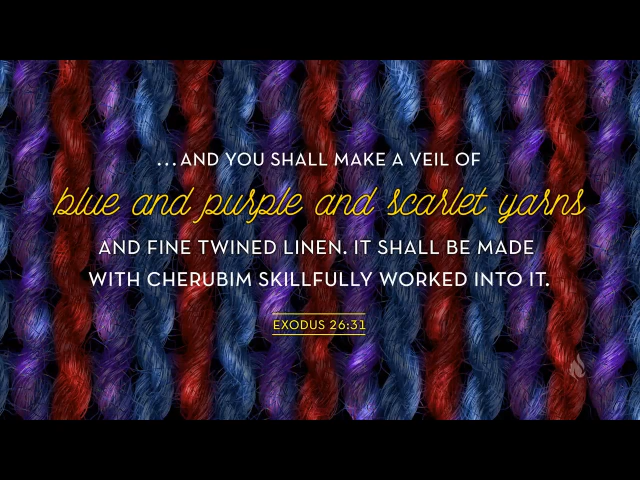 ...AND YOU SHALL MAKE A VEIL OF
blue and purple and scarlet yarns
AND FINE TWINED LINEN. IT SHALL BE MADE
WITH CHERUBIM SKILLFULLY WORKED INTO IT.
EXODUS 26:31